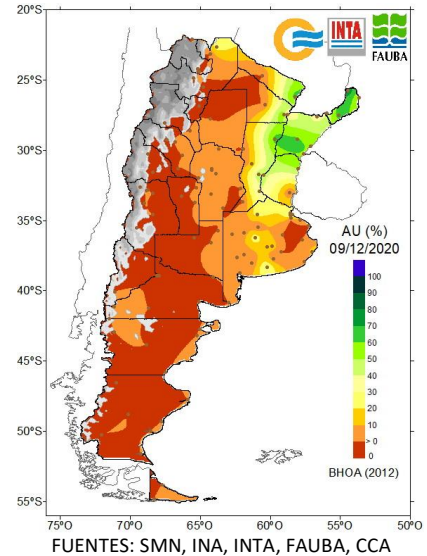 20°S
25°S
30°S
35°S
40°S
45°S
50°S
55°S
75°O
70°O
65°O
60°O
55°O
INTA
FAUBA
AU (%)
09/12/2020
100
90
80
70
60
50
40
30
20
10
> 0
0
BHOA (2012)
FUENTES: SMN, INA, INTA, FAUBA, CCA